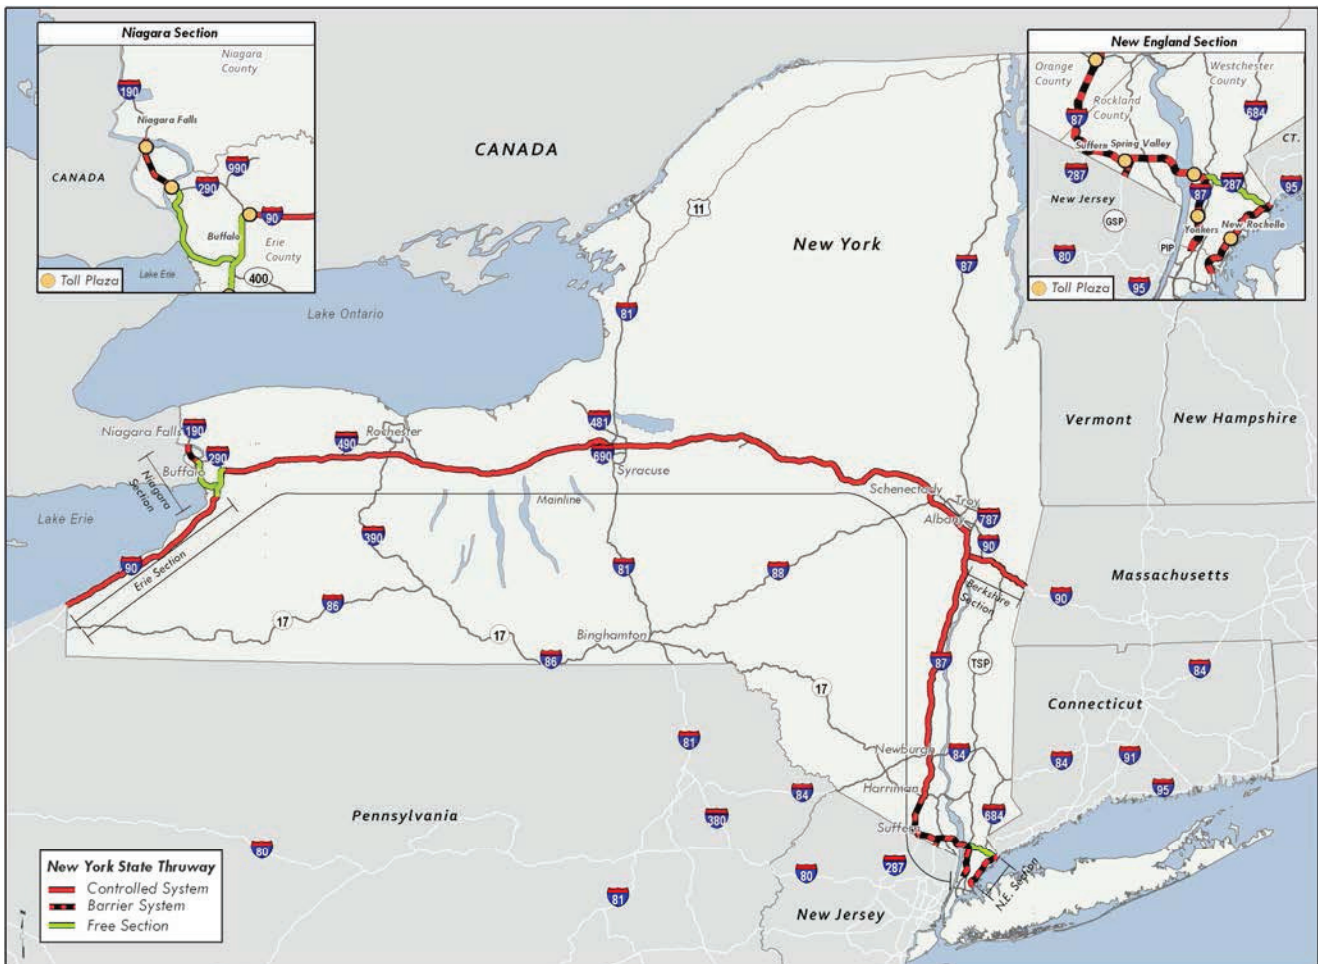 Niagara Section
Niagara
County
190
Niagara Falls
CANADA
990
290
90
Buffalo
Erie
County
Lake Erie
400
Toll Plaza
New England Section
Orange
County
Westchester
County
Rockland
County
87
684
Suffern Spring Valley
CT.
287
287
95
New Jersey
87
GSP
Yonkers
New Rochelle
PIP
80
95
Toll Plaza
CANADA
11
New York
87
81
Lake Ontario
Vermont
New Hampshire
Niagara Falls
190
490
Rochester
481
290
Buffalo
690
Syracuse
Niagara
Section
Mainline
Schenectady
Troy
Albany
787
Lake Erie
390
90
90
Erie Section
81
88
Berkshire
Section
Massachusetts
90
86
17
17
Binghamton
86
87
TSP
84
17
Connecticut
81
Newburgh
84
84
91
Harriman
84
95
Pennsylvania
380
684
Suffern
80
287
80
N.E. Section
81
New Jersey
New York State Thruway
Controlled System
Barrier System
Free Section